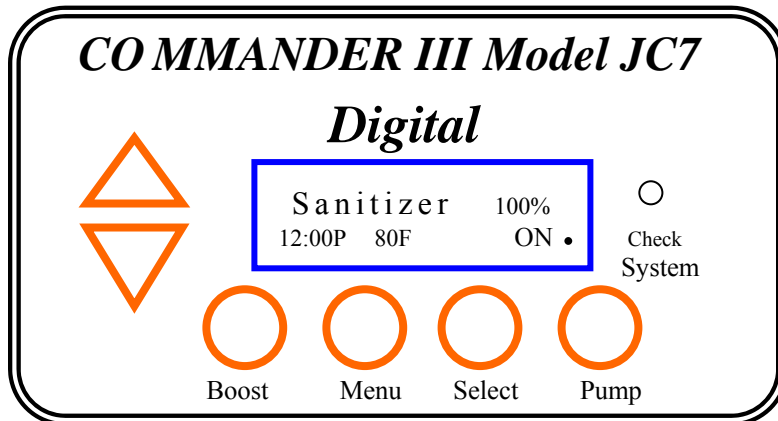 CO MMANDER III Model JC7
Digital
Sanitizer 100%
12:00P 80F ON •
Check
System
Boost Menu Select Pump